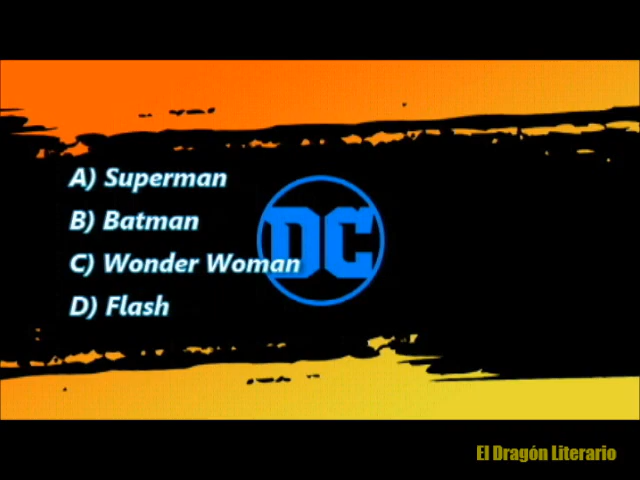 A) Superman
B) Batman
DC
C) Wonder Woman
D) Flash
El Dragón Literario